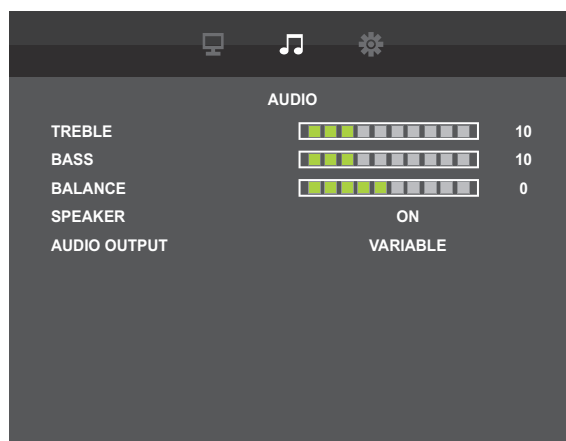 AUDIO
TREBLE 10
BASS 10
BALANCE 0
SPEAKER ON
AUDIO OUTPUT VARIABLE